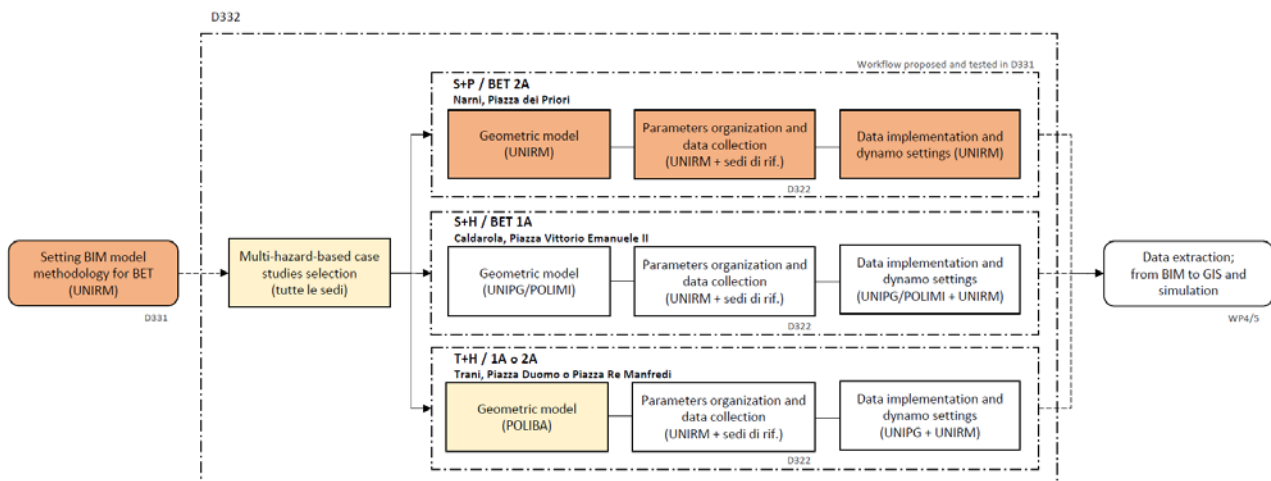 D332
Workflow proposed and tested in D331
S+P / BET 2A
Narni, Piazza dei Priori
Geometric model
(UNIRM)
Parameters organization and
data collection
(UNIRM + sedi di rif.)
Data implementation and
dynamo settings (UNIRM)
D322
Setting BIM model
methodology for BET
(UNIRM)
D331
Multi-hazard-based case
studies selection
(tutte le sedi)
S+H / BET 1A
Caldarola, Piazza Vittorio Emanuele II
Geometric model
(UNIPG/POLIMI)
Parameters organization and
data collection
(UNIRM + sedi di rif.)
Data implementation and
dynamo settings
(UNIPG/POLIMI + UNIRM)
D322
Data extraction;
from BIM to GIS and
simulation
WP4/5
T+H / 1A o 2A
Trani, Piazza Duomo o Piazza Re Manfredi
Geometric model
(POLIBA)
Parameters organization and
data collection
(UNIRM + sedi di rif.)
Data implementation and
dynamo settings
(UNIPG + UNIRM)
D322